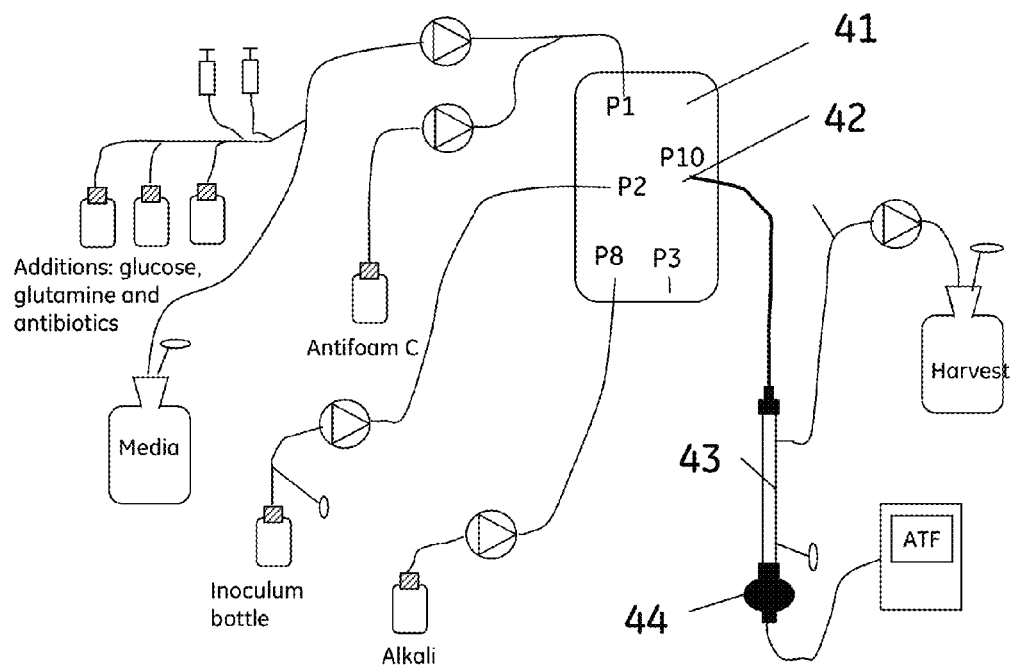 41
P1
42
P10
P2
P8 P3
Additions: glucose,
glutamine and
antibiotics
Antifoam C
Harvest
Media
43
ATF
Inoculum
bottle
44
Alkali